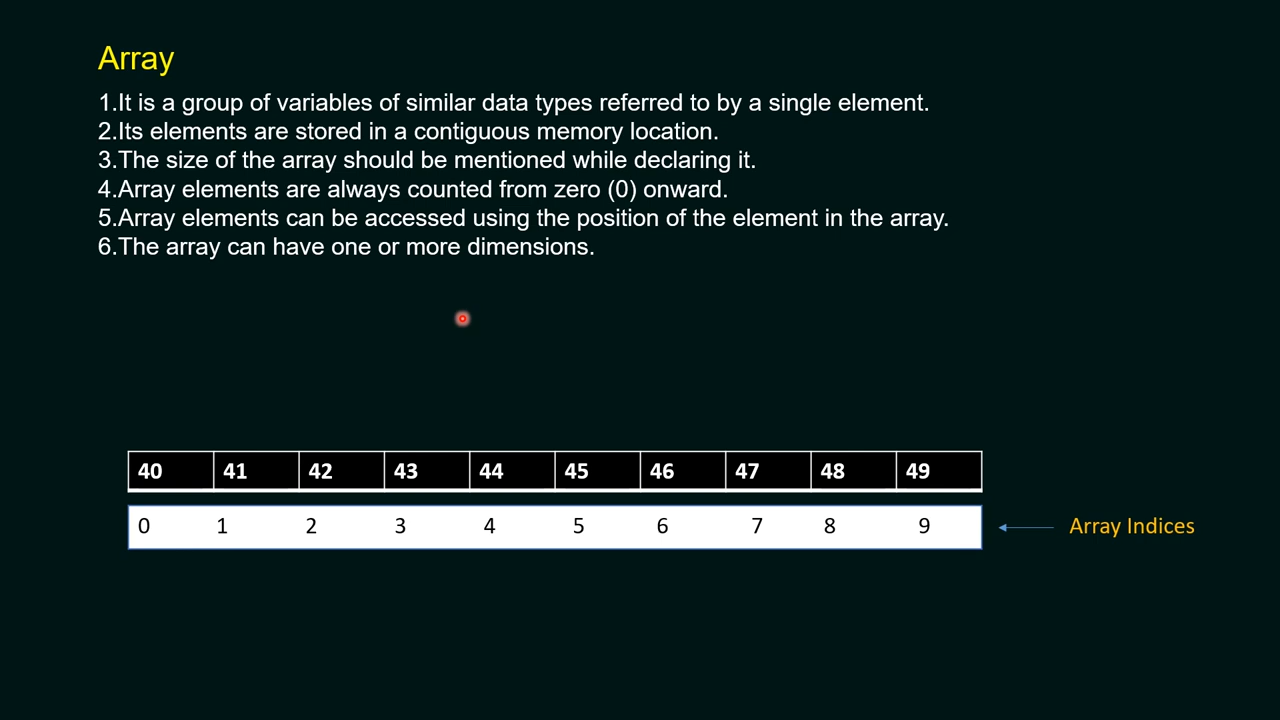 Array
1.It is a group of variables of similar data types referred to by a single element.
2.Its elements are stored in a contiguous memory location.
3.The size of the array should be mentioned while declaring it.
4.Array elements are always counted from zero (0) onward.
5.Array elements can be accessed using the position of the element in the array.
6.The array can have one or more dimensions.
40 41 42 43 44 45 46 47 48 49
0 1 2 3 4 5 6 7 8 9 Array Indices